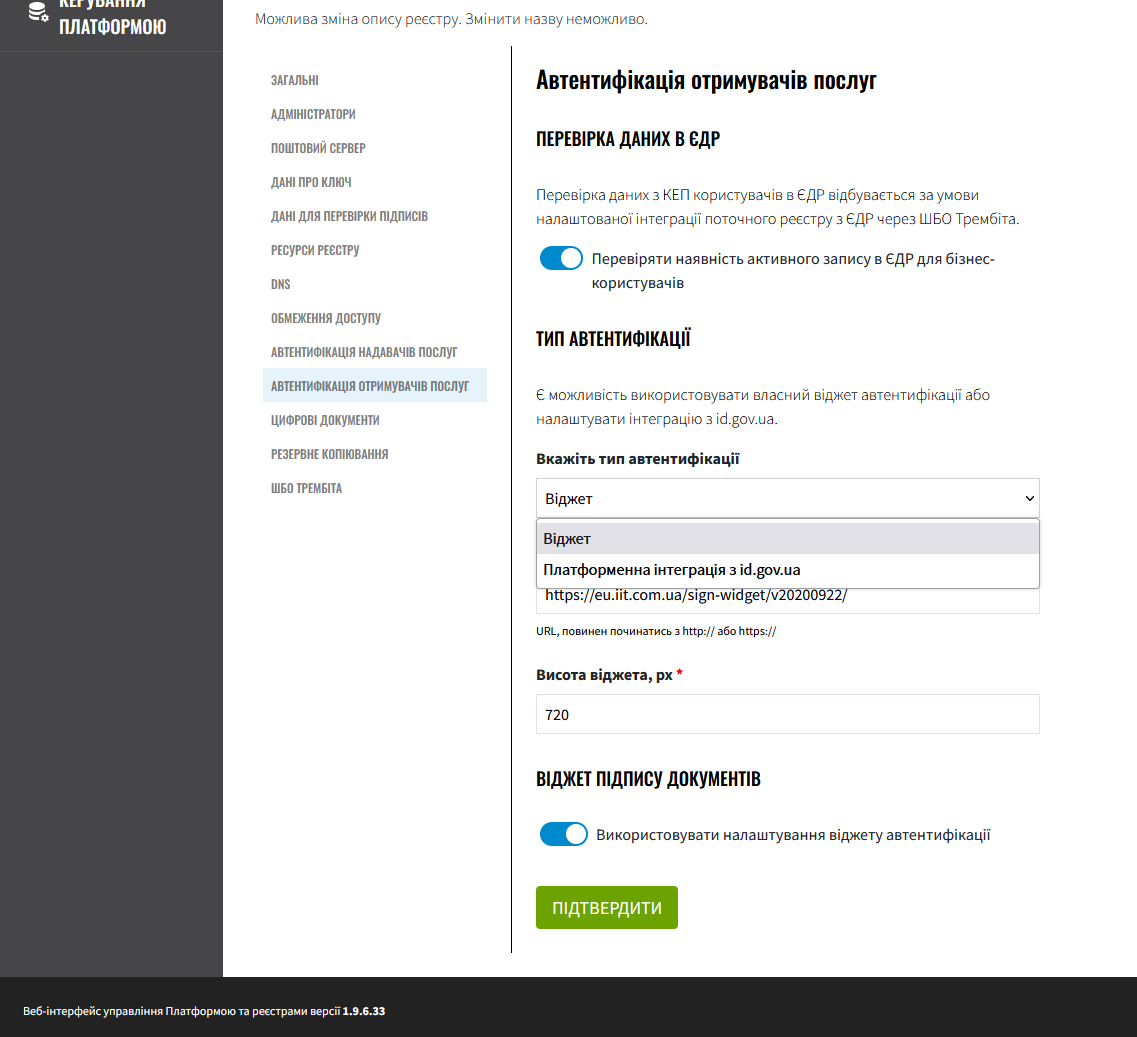 КЕРУВАННЯ
ПЛАТФОРМОЮ
Можлива зміна опису реєстру. Змінити назву неможливо.
ЗАГАЛЬНІ
АДМІНІСТРАТОРИ
ПОШТОВИЙ СЕРВЕР
ДАНІ ПРО КЛЮЧ
ДАНІ ДЛЯ ПЕРЕВІРКИ ПІДПИСІВ
РЕСУРСИ РЕЄСТРУ
DNS
ОБМЕЖЕННЯ ДОСТУПУ
АВТЕНТИФІКАЦІЯ НАДАВАЧІВ ПОСЛУГ
АВТЕНТИФІКАЦІЯ ОТРИМУВАЧІВ ПОСЛУГ
ЦИФРОВІ ДОКУМЕНТИ
РЕЗЕРВНЕ КОПІЮВАННЯ
ШБО ТРЕМБІТА
Автентифікація отримувачів послуг
ПЕРЕВІРКА ДАНИХ В ЄДР
Перевірка даних з КЕП користувачів в ЄДР відбувається за умови
налаштованої інтеграції поточного реєстру з ЄДР через ШБО Трембіта.
Перевіряти наявність активного запису в ЄДР для бізнес-
користувачів
ТИП АВТЕНТИФІКАЦІЇ
Є можливість використовувати власний віджет автентифікації або
налаштувати інтеграцію з id.gov.ua.
Вкажіть тип автентифікації
Віджет
Віджет
Платформенна інтеграція з id.gov.ua
https://eu.iit.com.ua/sign-widget/v20200922/
URL, повинен починатись з http:// або https://
Висота віджета, px *
720
ВІДЖЕТ ПІДПИСУ ДОКУМЕНТІВ
Використовувати налаштування віджету автентифікації
ПІДТВЕРДИТИ
Веб-інтерфейс управління Платформою та реєстрами версії 1.9.6.33